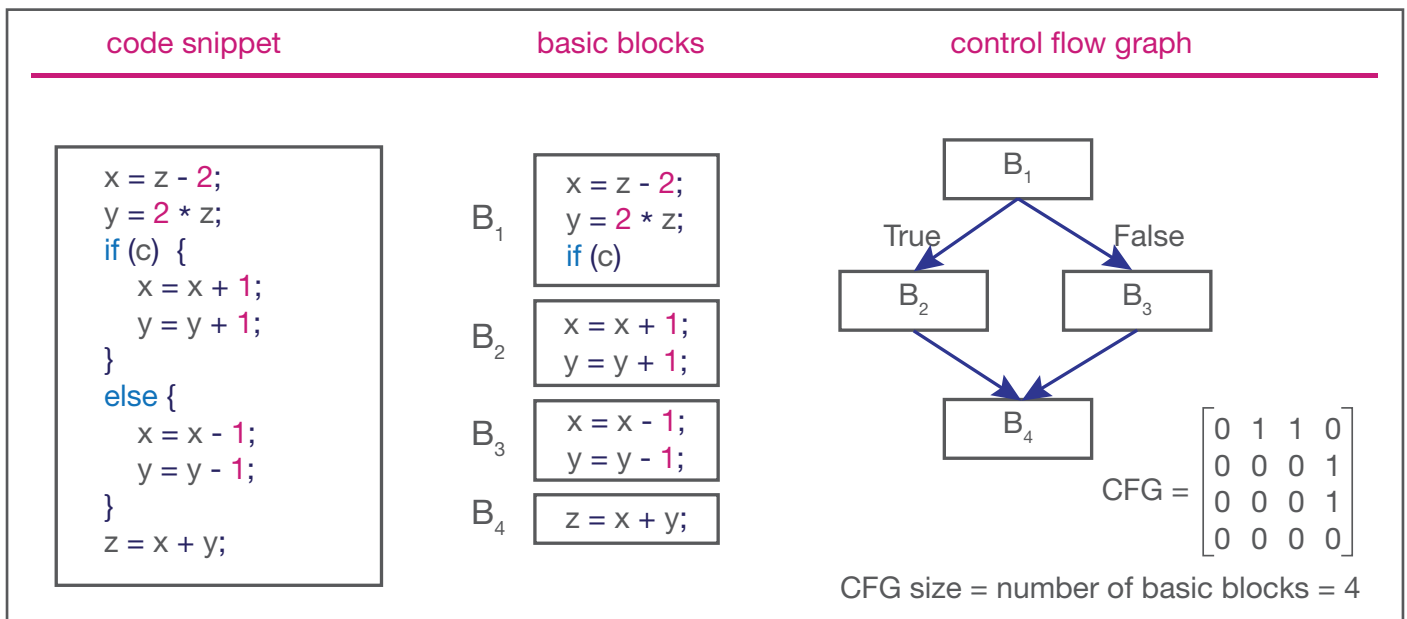 code snippet
basic blocks
control flow graph
x = z - 2;
y = 2 * z;
if (c)  {
x = x + 1;
y = y + 1;
}
else {
x = x - 1;
y = y - 1;
}
z = x + y;
B1
x = z - 2;
y = 2 * z;
if (c)
B2
x = x + 1;
y = y + 1;
B3
x = x - 1;
y = y - 1;
B4
z = x + y;
B1
True
False
B2
B3
B4
CFG =
0 1 1 0
0 0 0 1
0 0 0 1
0 0 0 0
CFG size = number of basic blocks = 4